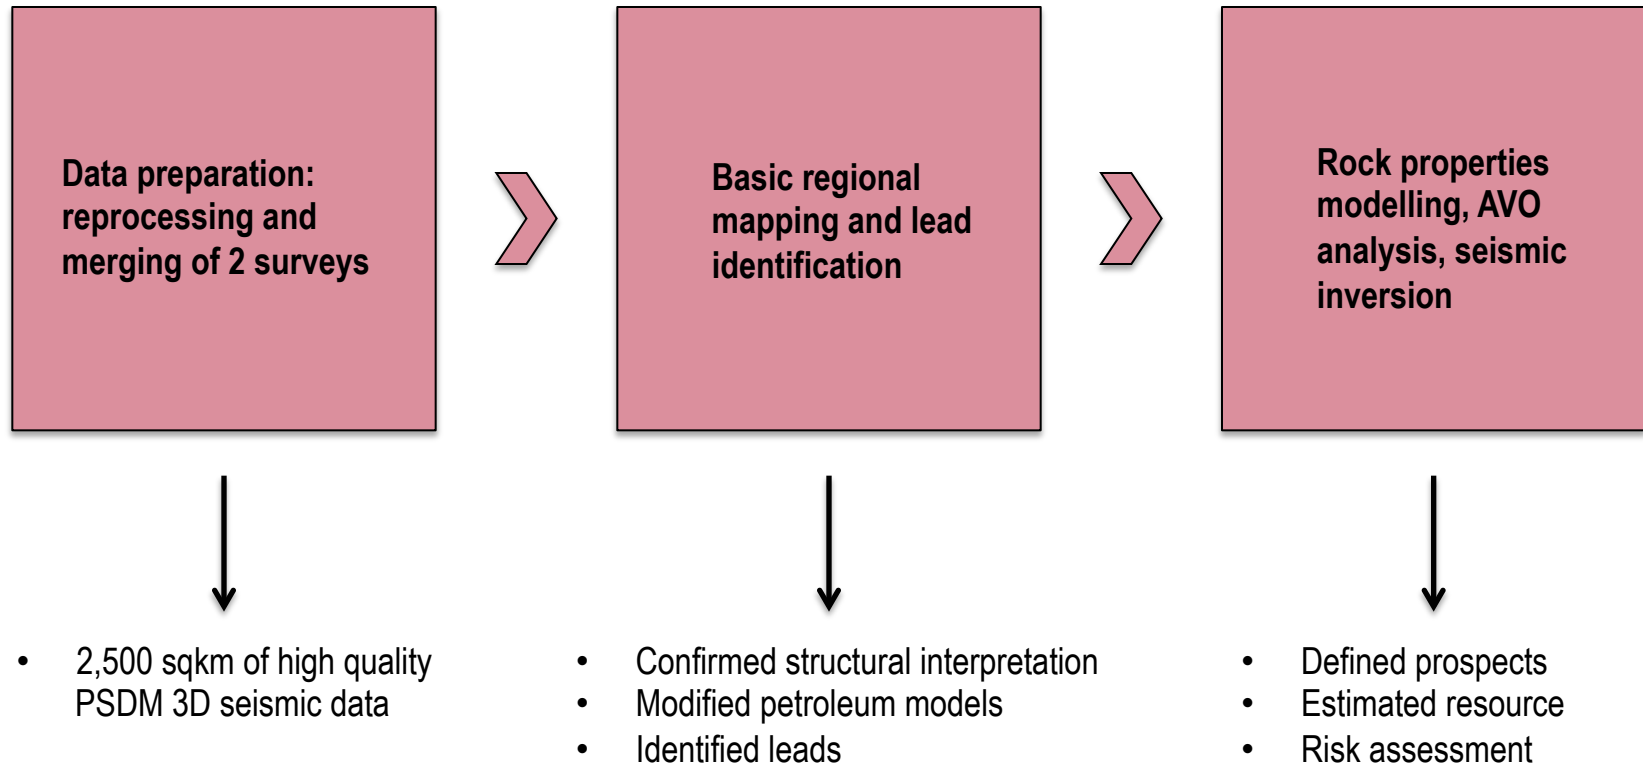 Data preparation:
reprocessing and
merging of 2 surveys
Basic regional
mapping and lead
identification
Rock properties
modelling, AVO
analysis, seismic
inversion
• 2,500 sqkm of high quality
PSDM 3D seismic data
• Confirmed structural interpretation
• Modified petroleum models
• Identified leads
• Defined prospects
• Estimated resource
• Risk assessment